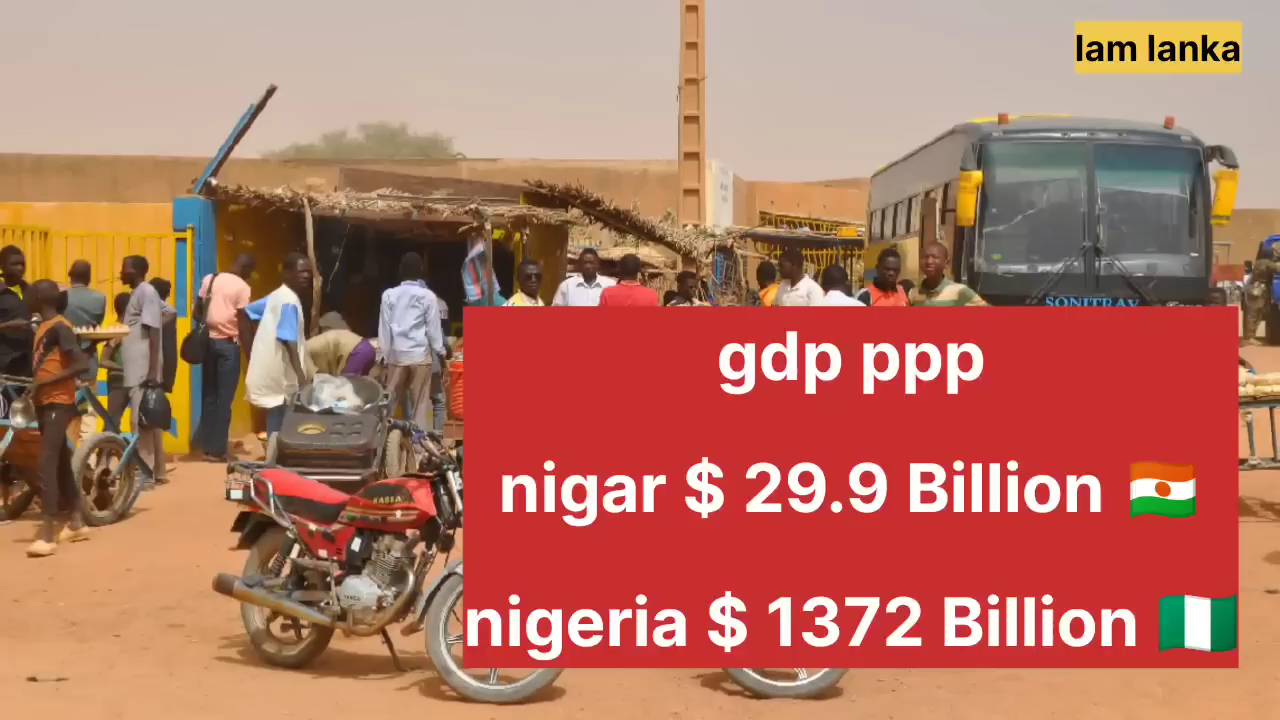 Iam lanka
SONITRAV
gdp ppp
nigar $ 29.9 Billion
nigeria $ 1372 Billion